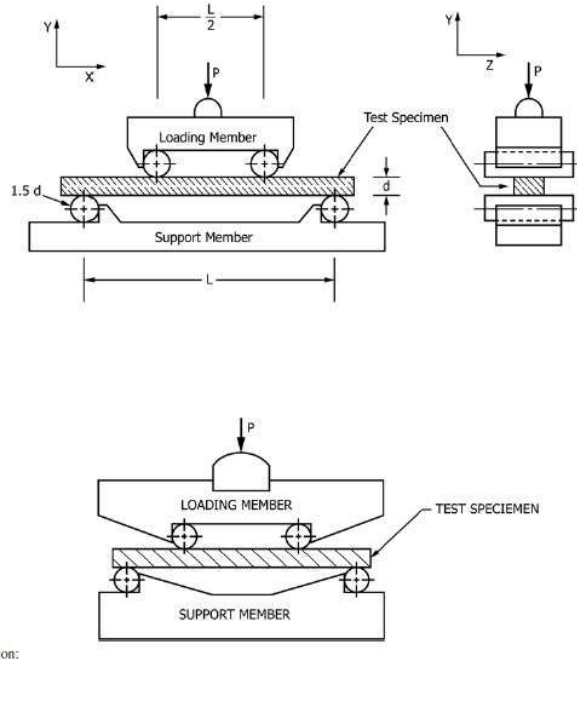 L
2
Y
X
P
Y
Z
P
Test Specimen
Loading Member
d
1.5 d
Support Member
L
P
LOADING MEMBER
TEST SPECIEMEN
SUPPORT MEMBER
on: